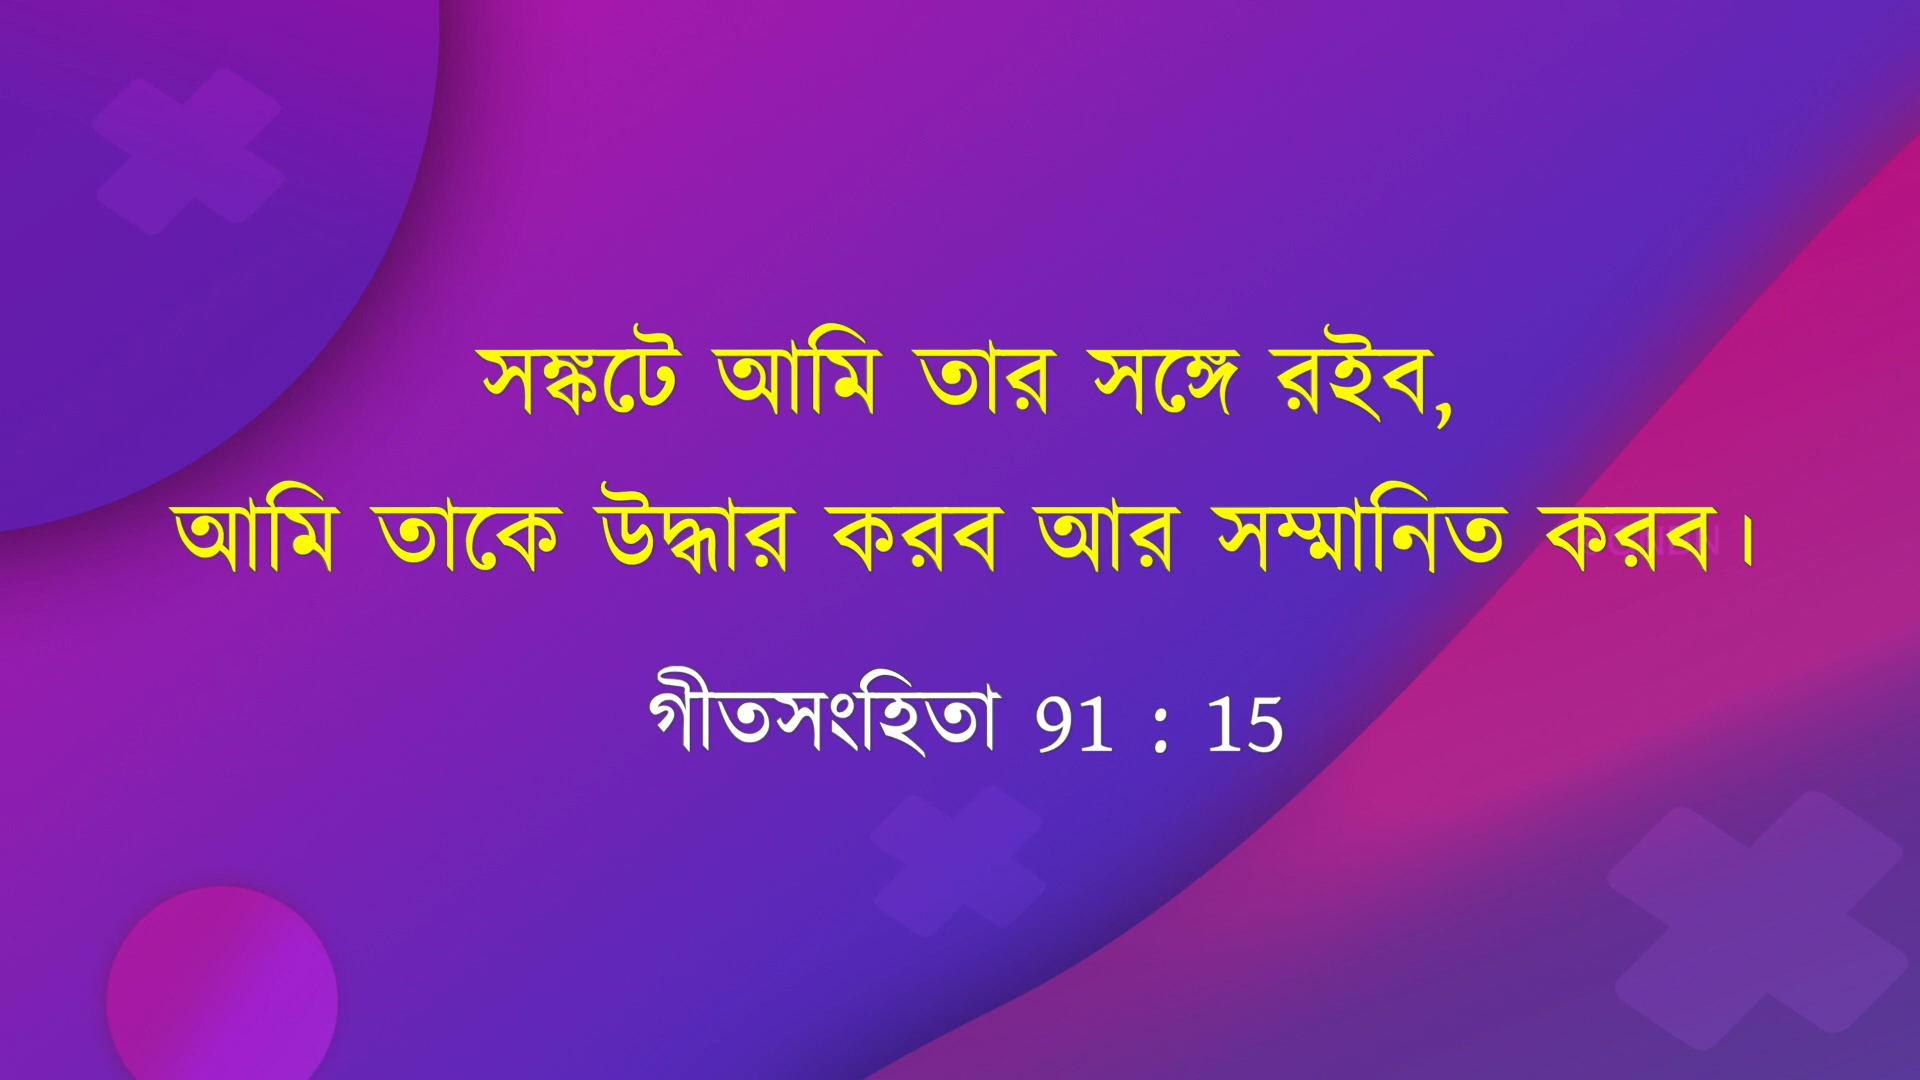 সঙ্কটে আমি তার সঙ্গে রইব,
আমি তাকে উদ্ধার করব আর সম্মানিত করব।
গীতসংহিতা 91 : 15